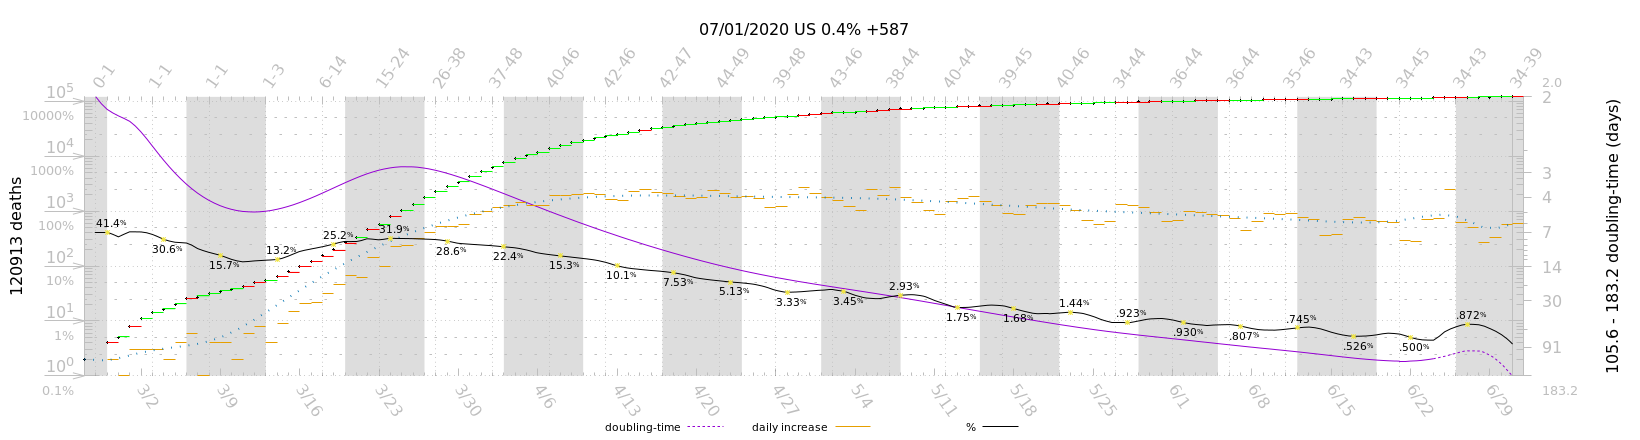 07/01/2020 US 0.4% +587
0-1 1-1 1-1 1-3 6-14 15-24 26-38 37-48 40-46 42-46 42-47 44-49 39-48 43-46 38-44 40-44 39-45 40-46 34-44 36-44 36-44 35-46 34-43 34-45 34-43 34-39
10⁵ 2.0
10000% 2
10⁴
1000% 3
10³ 4
100% 7
10² 14
10% 30
10¹
1% 91
10⁰
0.1% 183.2
120913 deaths
105.6 - 183.2 doubling-time (days)
41.4% 30.6% 15.7% 13.2% 25.2% 31.9% 28.6% 22.4% 15.3% 10.1% 7.53% 5.13% 3.33% 3.45% 2.93% 1.75% 1.68% 1.44% .923% .930% .807% .745% .526% .500% .872%
3/2 3/9 3/16 3/23 3/30 4/6 4/13 4/20 4/27 5/4 5/11 5/18 5/25 6/1 6/8 6/15 6/22 6/29
doubling-time daily increase %